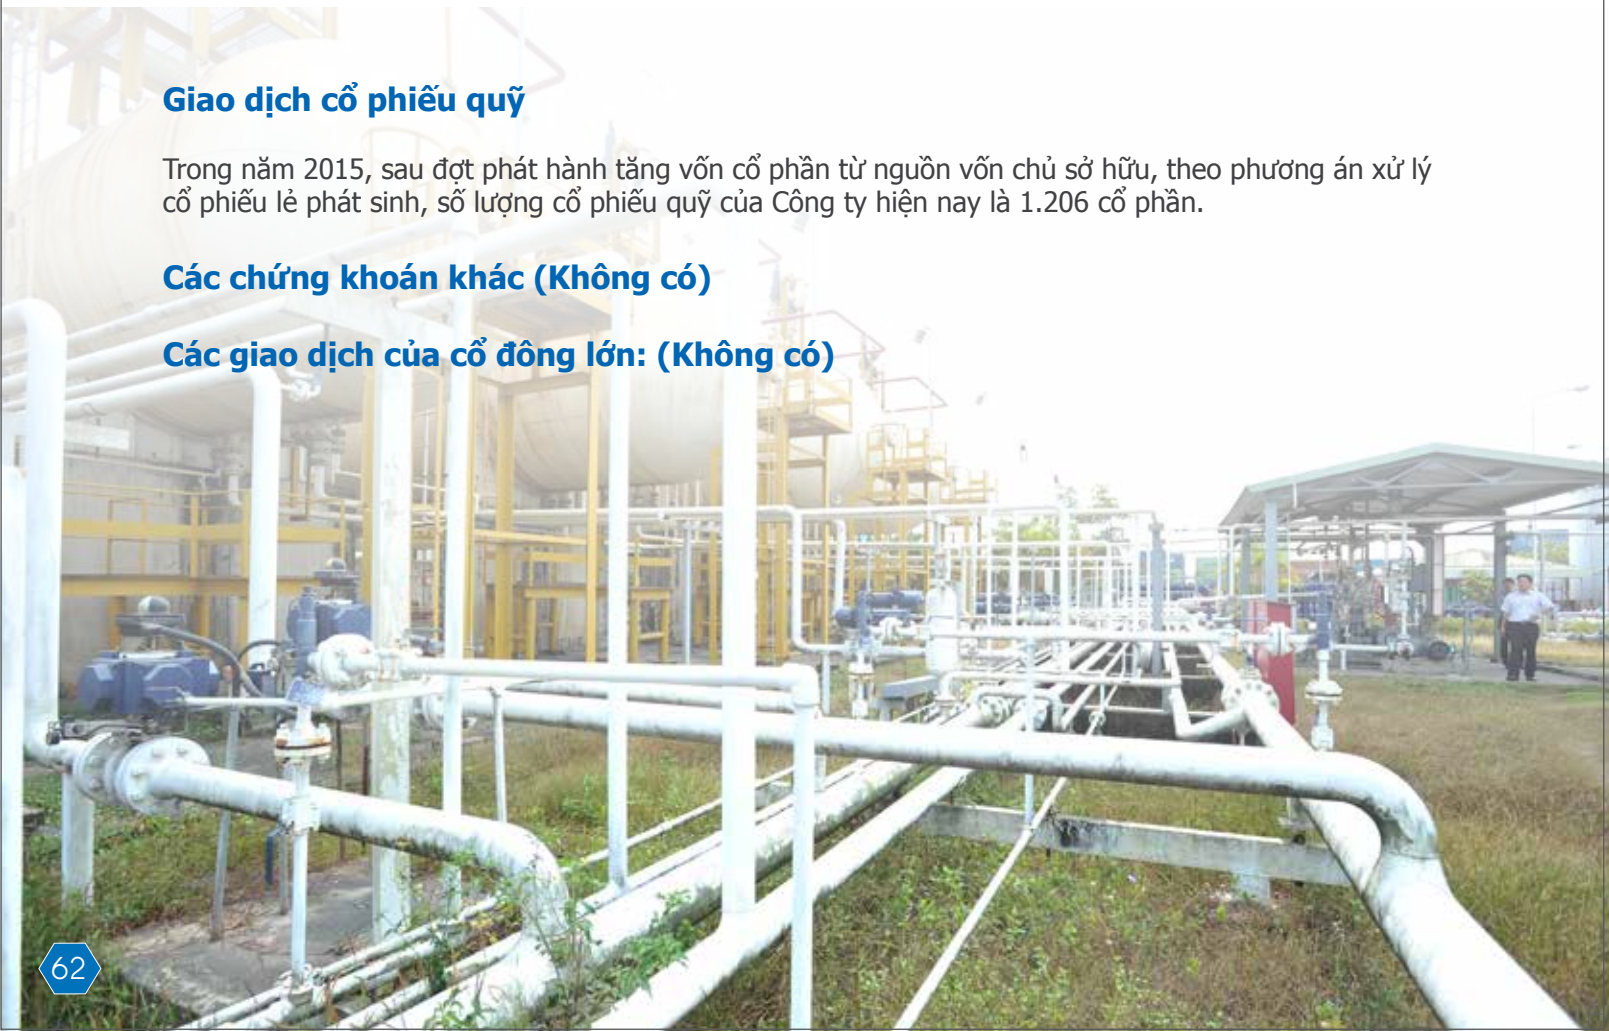 Giao dịch cổ phiếu quỹ
Trong năm 2015, sau đợt phát hành tăng vốn cổ phần từ nguồn vốn chủ sở hữu, theo phương án xử lý
cổ phiếu lẻ phát sinh, số lượng cổ phiếu quỹ của Công ty hiện nay là 1.206 cổ phần.
Các chứng khoán khác (Không có)
Các giao dịch của cổ đông lớn: (Không có)
62